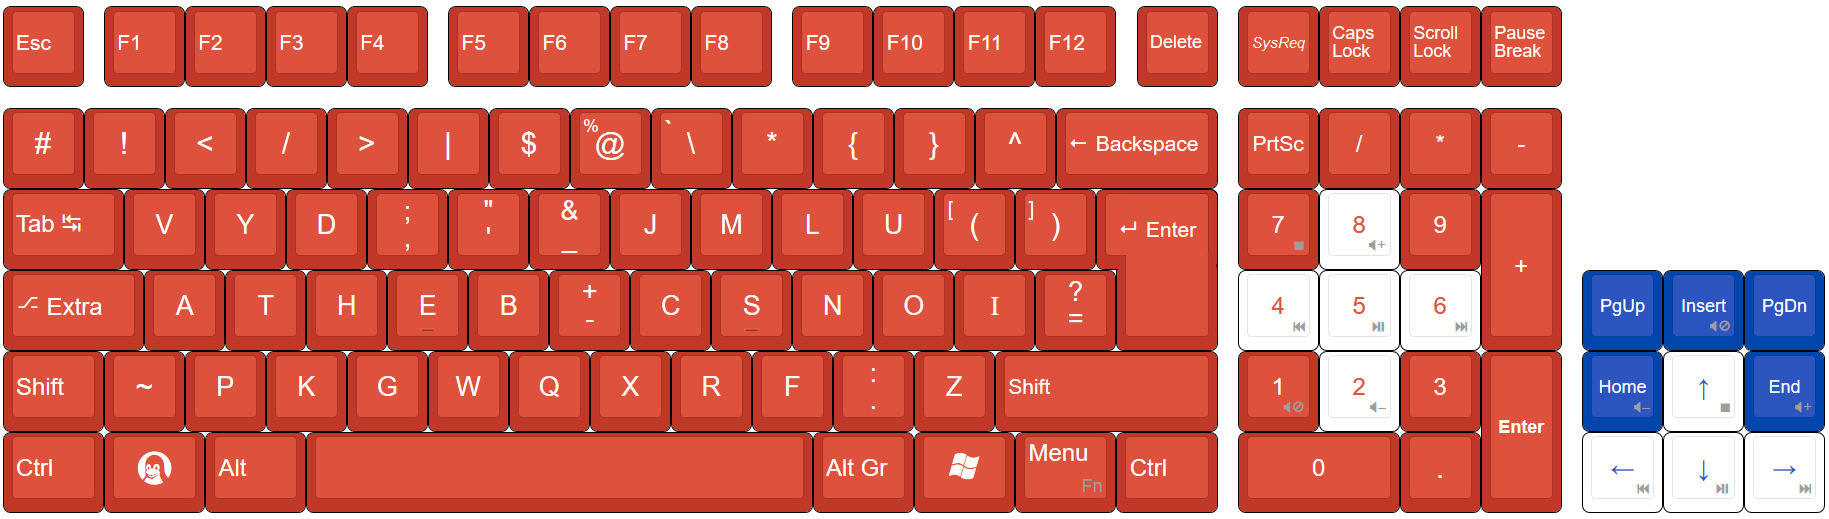 Esc F1 F2 F3 F4 F5 F6 F7 F8 F9 F10 F11 F12 Delete SysReq Caps Lock Scroll Lock Pause Break
# ! < / > | $ % @ ` \ * { } ^ ← Backspace PrtSc / * -
Tab ↹ V Y D ; , " ' & _ J M L U [ ( ] ) ↵ Enter 7 8 9 +
Extra A T H E B + - C S N O I ? = 4 5 6 PgUp Insert PgDn
Shift ~ P K G W Q X R F : . Z Shift 1 2 3 Enter Home ↑ End
Ctrl Alt Alt Gr Menu Fn Ctrl 0 . ← ↓ →